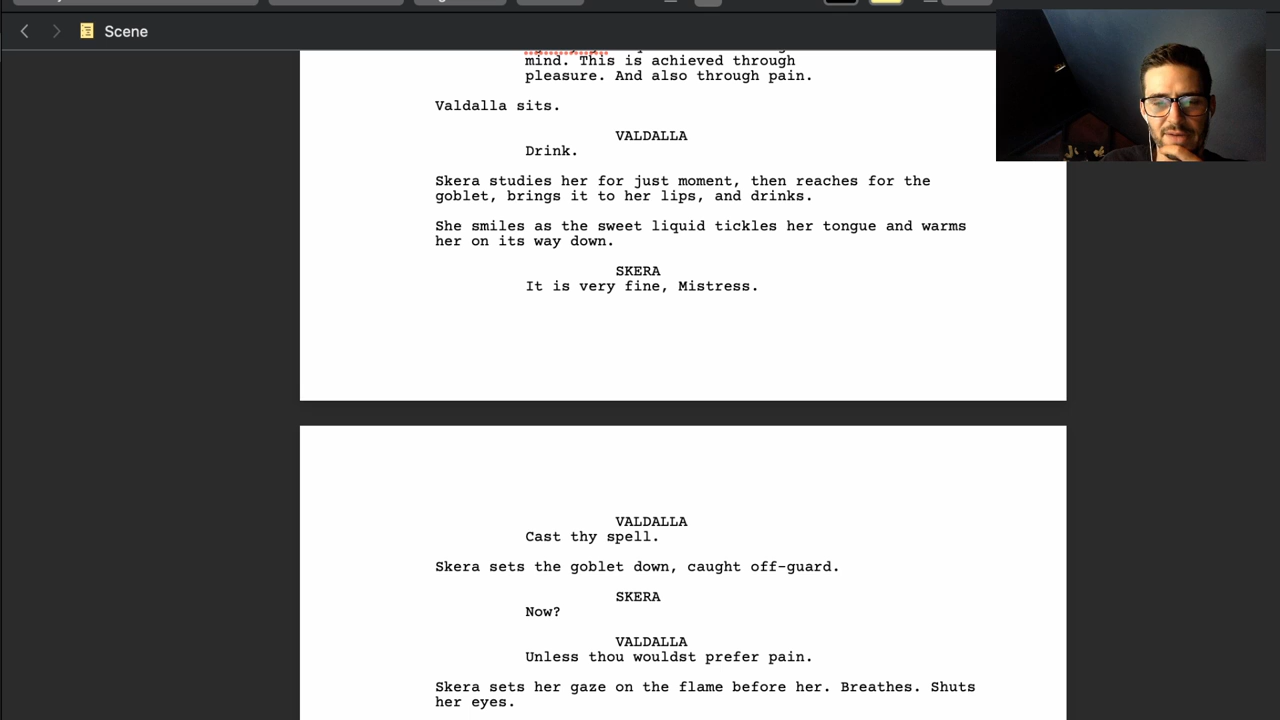 Scene
mind. This is achieved through
pleasure. And also through pain.
Valdalla sits.
VALDALLA
Drink.
Skera studies her for just moment, then reaches for the
goblet, brings it to her lips, and drinks.
She smiles as the sweet liquid tickles her tongue and warms
her on its way down.
SKERA
It is very fine, Mistress.
VALDALLA
Cast thy spell.
Skera sets the goblet down, caught off-guard.
SKERA
Now?
VALDALLA
Unless thou wouldst prefer pain.
Skera sets her gaze on the flame before her. Breathes. Shuts
her eyes.